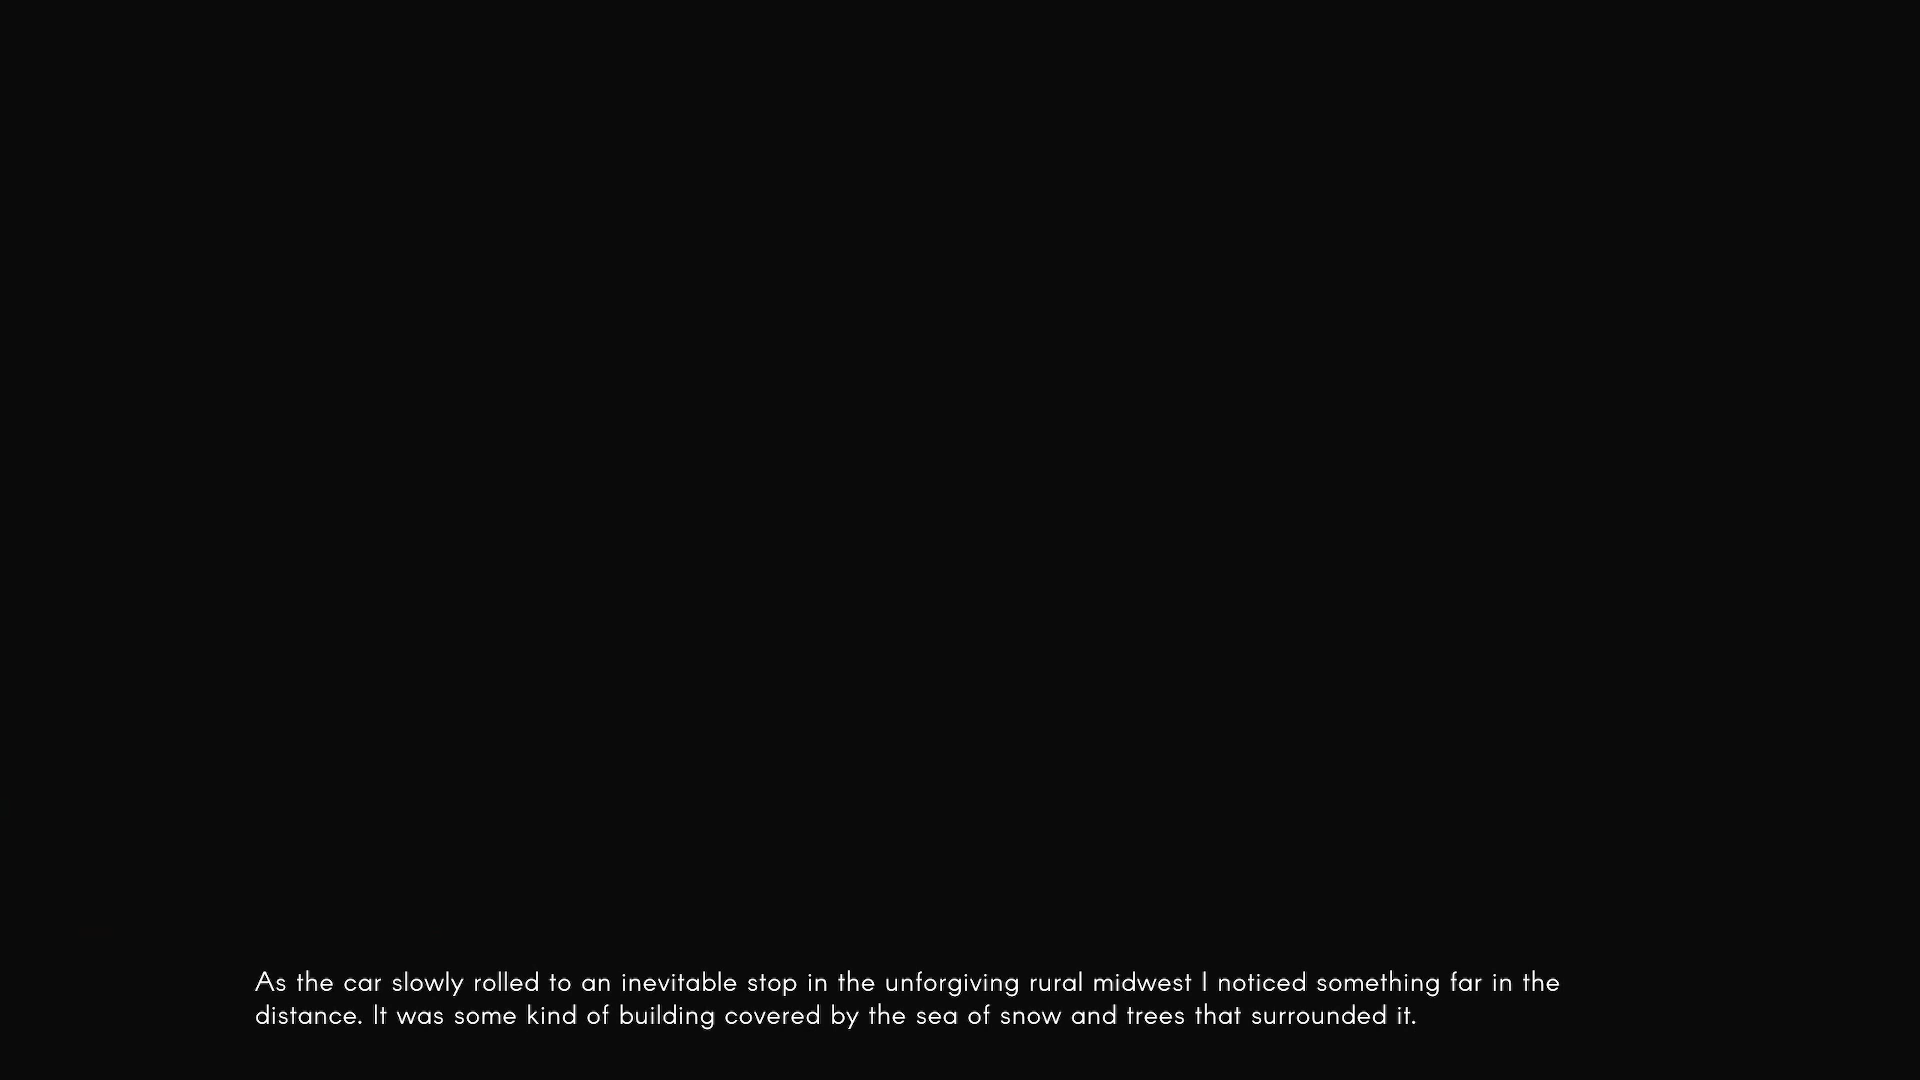 As the car slowly rolled to an inevitable stop in the unforgiving rural midwest I noticed something far in the
distance. It was some kind of building covered by the sea of snow and trees that surrounded it.